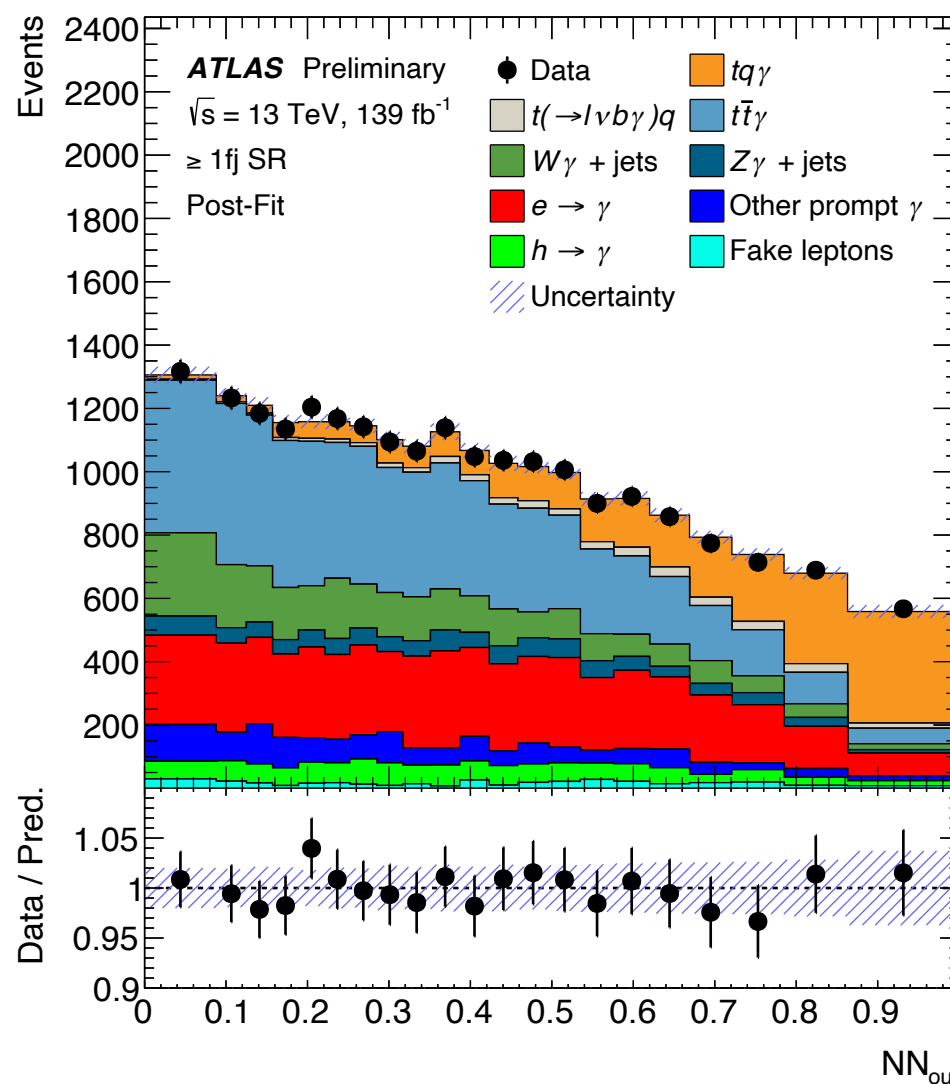 Events
2400
2200
2000
1800
1600
1400
1200
1000
800
600
400
200
ATLAS Preliminary
√s = 13 TeV, 139 fb⁻¹
≥ 1fj SR
Post-Fit
Data
tqγ
t(→lνbγ)q
tt̄γ
Wγ + jets
Zγ + jets
e → γ
Other prompt γ
h → γ
Fake leptons
Uncertainty
Data / Pred.
1.05
1
0.95
0.9
0 0.1 0.2 0.3 0.4 0.5 0.6 0.7 0.8 0.9
NN_ou